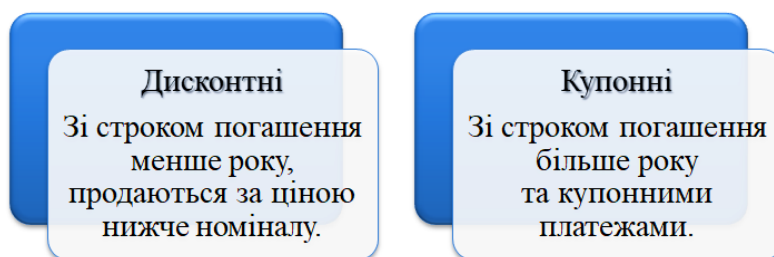 Дисконтні
Зі строком погашення
менше року,
продаються за ціною
нижче номіналу.
Купонні
Зі строком погашення
більше року
та купонними
платежами.